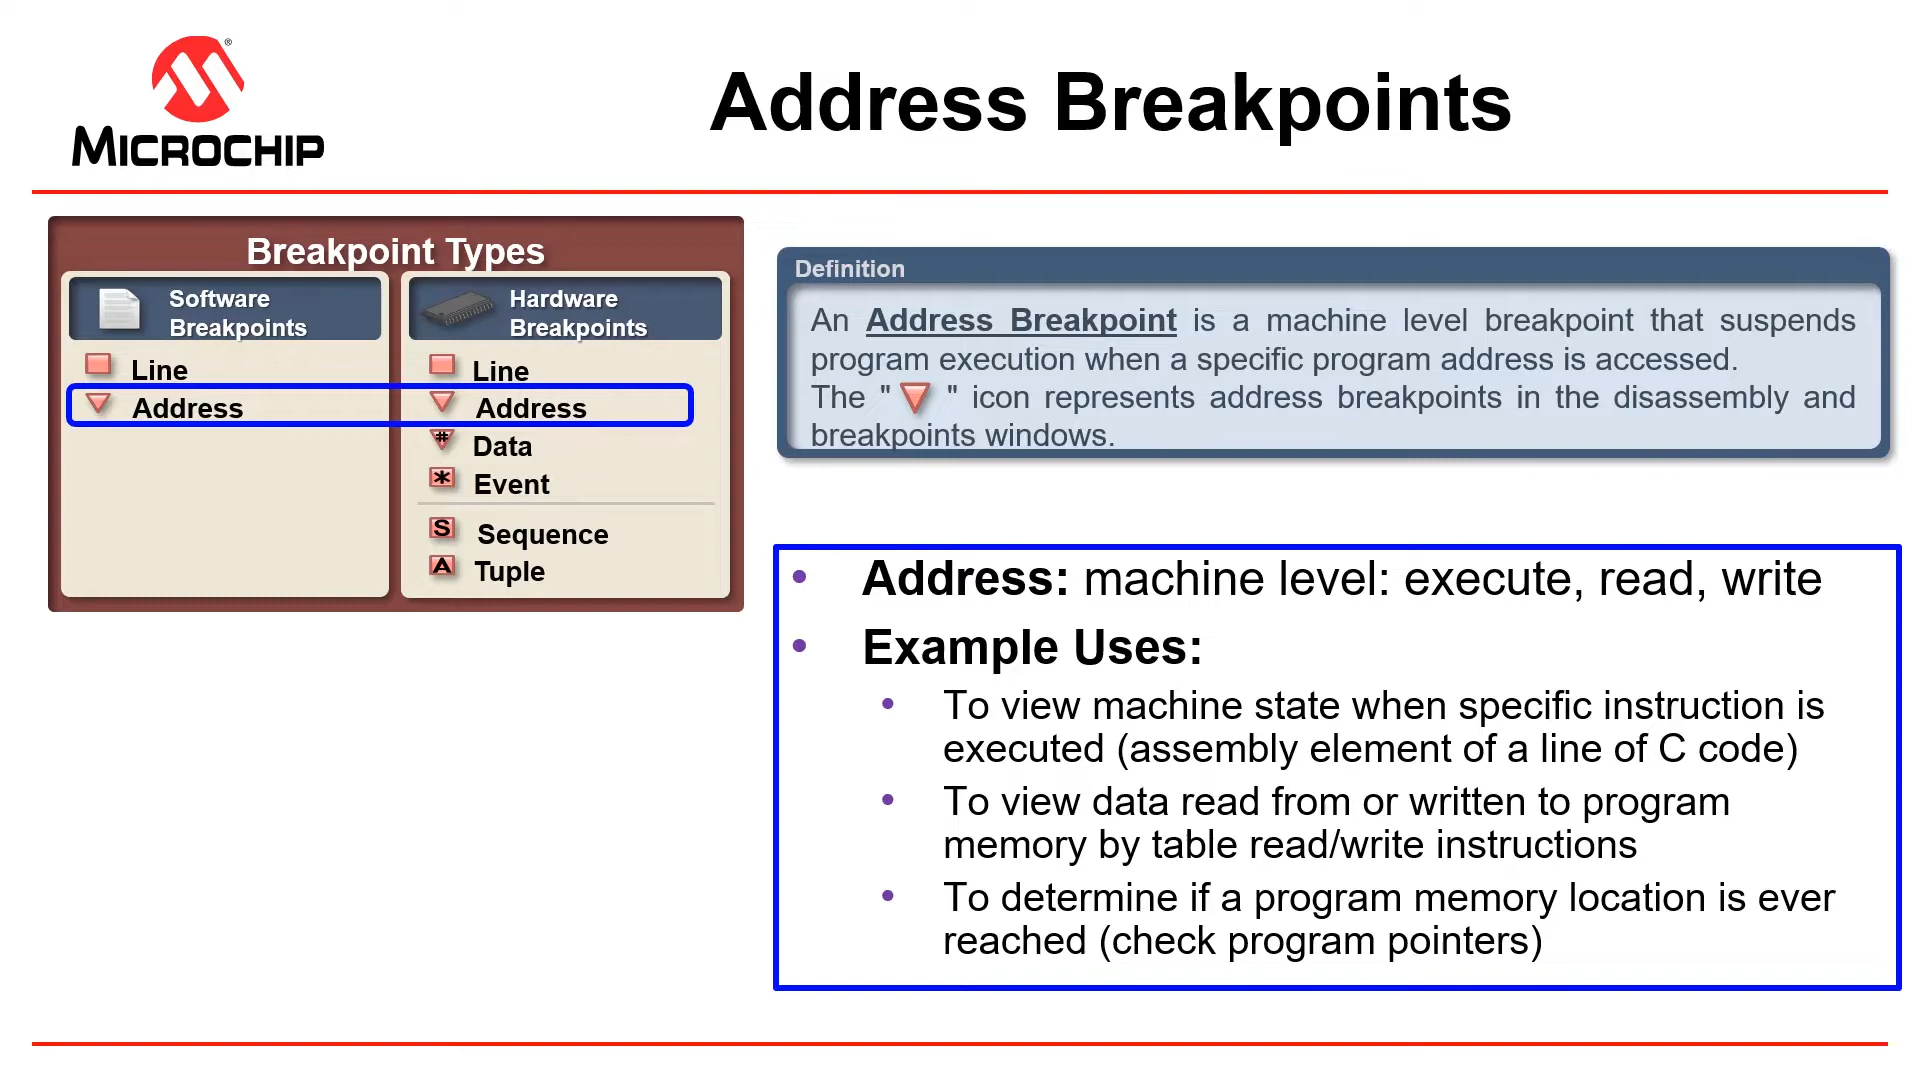 MICROCHIP
®
Address Breakpoints
Breakpoint Types
Software
Breakpoints
Line
Address
Hardware
Breakpoints
Line
Address
# Data
* Event
S Sequence
A Tuple
Definition
An Address Breakpoint is a machine level breakpoint that suspends
program execution when a specific program address is accessed.
The " " icon represents address breakpoints in the disassembly and
breakpoints windows.
• Address: machine level: execute, read, write
• Example Uses:
• To view machine state when specific instruction is
executed (assembly element of a line of C code)
• To view data read from or written to program
memory by table read/write instructions
• To determine if a program memory location is ever
reached (check program pointers)